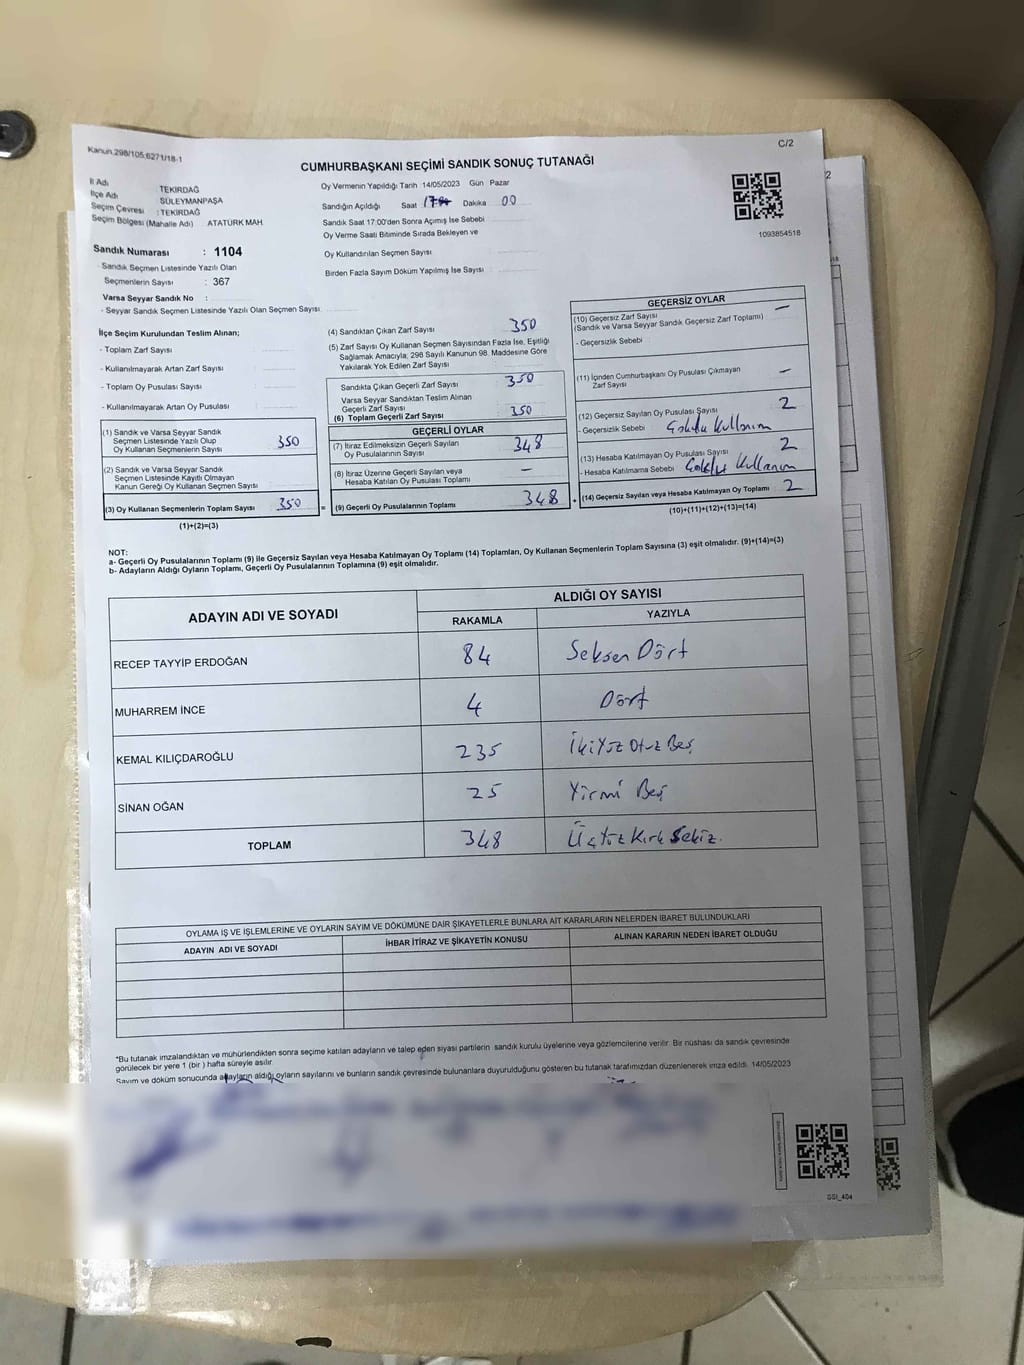 Kanun.298/105;6271/18-1
C/2
CUMHURBAŞKANI SEÇİMİ SANDIK SONUÇ TUTANAĞI
İl Adı : TEKİRDAĞ
İlçe Adı : SÜLEYMANPAŞA
Seçim Çevresi : TEKİRDAĞ
Seçim Bölgesi (Mahalle Adı) : ATATÜRK MAH
Oy Vermenin Yapıldığı Tarih 14/05/2023 Gün Pazar
Sandığın Açıldığı Saat Dakika 00
Sandık Saat 17:00'den Sonra Açımış İse Sebebi
Oy Verme Saati Bitiminde Sırada Bekleyen ve
Oy Kullandırılan Seçmen Sayısı
Birden Fazla Sayım Döküm Yapılmış İse Sayısı
1093854518
Sandık Numarası : 1104
- Sandık Seçmen Listesinde Yazılı Olan
Seçmenlerin Sayısı : 367
Varsa Seyyar Sandık No :
- Seyyar Sandık Seçmen Listesinde Yazılı Olan Seçmen Sayısı
İlçe Seçim Kurulundan Teslim Alınan;
- Toplam Zarf Sayısı
- Kullanılmayarak Artan Zarf Sayısı
- Toplam Oy Pusulası Sayısı
- Kullanılmayarak Artan Oy Pusulası
(1) Sandık ve Varsa Seyyar Sandık
Seçmen Listesinde Yazılı Olup
Oy Kullanan Seçmenlerin Sayısı 350
(2) Sandık ve Varsa Seyyar Sandık
Seçmen Listesinde Kayıtlı Olmayan
Kanun Gereği Oy Kullanan Seçmen Sayısı
(3) Oy Kullanan Seçmenlerin Toplam Sayısı 350
(1)+(2)=(3)
(4) Sandıktan Çıkan Zarf Sayısı 350
(5) Zarf Sayısı Oy Kullanan Seçmen Sayısından Fazla İse, Eşitliği
Sağlamak Amacıyla; 298 Sayılı Kanunun 98. Maddesine Göre
Yakılarak Yok Edilen Zarf Sayısı
Sandıkta Çıkan Geçerli Zarf Sayısı 350
Varsa Seyyar Sandıktan Teslim Alınan
Geçerli Zarf Sayısı
(6) Toplam Geçerli Zarf Sayısı 350
GEÇERLİ OYLAR
(7) İtiraz Edilmeksizin Geçerli Sayılan
Oy Pusulalarının Sayısı 348
(8) İtiraz Üzerine Geçerli Sayılan veya
Hesaba Katılan Oy Pusulası Toplamı —
= (9) Geçerli Oy Pusulalarının Toplamı 348
GEÇERSİZ OYLAR
(10) Geçersiz Zarf Sayısı —
(Sandık ve Varsa Seyyar Sandık Geçersiz Zarf Toplamı)
- Geçersizlik Sebebi
(11) İçinden Cumhurbaşkanı Oy Pusulası Çıkmayan
Zarf Sayısı —
(12) Geçersiz Sayılan Oy Pusulası Sayısı 2
- Geçersizlik Sebebi Çoklu Kullanım
(13) Hesaba Katılmayan Oy Pusulası Sayısı 2
- Hesaba Katılmama Sebebi Çoklu Kullanım
+ (14) Geçersiz Sayılan veya Hesaba Katılmayan Oy Toplamı 2
(10)+(11)+(12)+(13)=(14)
NOT:
a- Geçerli Oy Pusulalarının Toplamı (9) ile Geçersiz Sayılan veya Hesaba Katılmayan Oy Toplamı (14) Toplamları, Oy Kullanan Seçmenlerin Toplam Sayısına (3) eşit olmalıdır. (9)+(14)=(3)
b- Adayların Aldığı Oyların Toplamı, Geçerli Oy Pusulalarının Toplamına (9) eşit olmalıdır.
ADAYIN ADI VE SOYADI
ALDIĞI OY SAYISI
RAKAMLA YAZIYLA
RECEP TAYYİP ERDOĞAN 84 Seksen Dört
MUHARREM İNCE 4 Dört
KEMAL KILIÇDAROĞLU 235 İkiYüz Otuz Beş
SİNAN OĞAN 25 Yirmi Beş
TOPLAM 348 ÜçYüz Kırk Sekiz.
OYLAMA İŞ VE İŞLEMLERİNE VE OYLARIN SAYIM VE DÖKÜMÜNE DAİR ŞİKAYETLERLE BUNLARA AİT KARARLARIN NELERDEN İBARET BULUNDUKLARI
ADAYIN ADI VE SOYADI İHBAR İTİRAZ VE ŞİKAYETİN KONUSU ALINAN KARARIN NEDEN İBARET OLDUĞU
*Bu tutanak imzalandıktan ve mühürlendikten sonra seçime katılan adayların ve talep eden siyasi partilerin sandık kurulu üyelerine veya gözlemcilerine verilir. Bir nüshası da sandık çevresinde
görülecek bir yere 1 (bir ) hafta süreyle asılır.
Sayım ve döküm sonucunda adayların aldığı oyların sayılarını ve bunların sandık çevresinde bulunanlara duyurulduğunu gösteren bu tutanak tarafımızdan düzenlenerek imza edildi. 14/05/2023
GSI_404